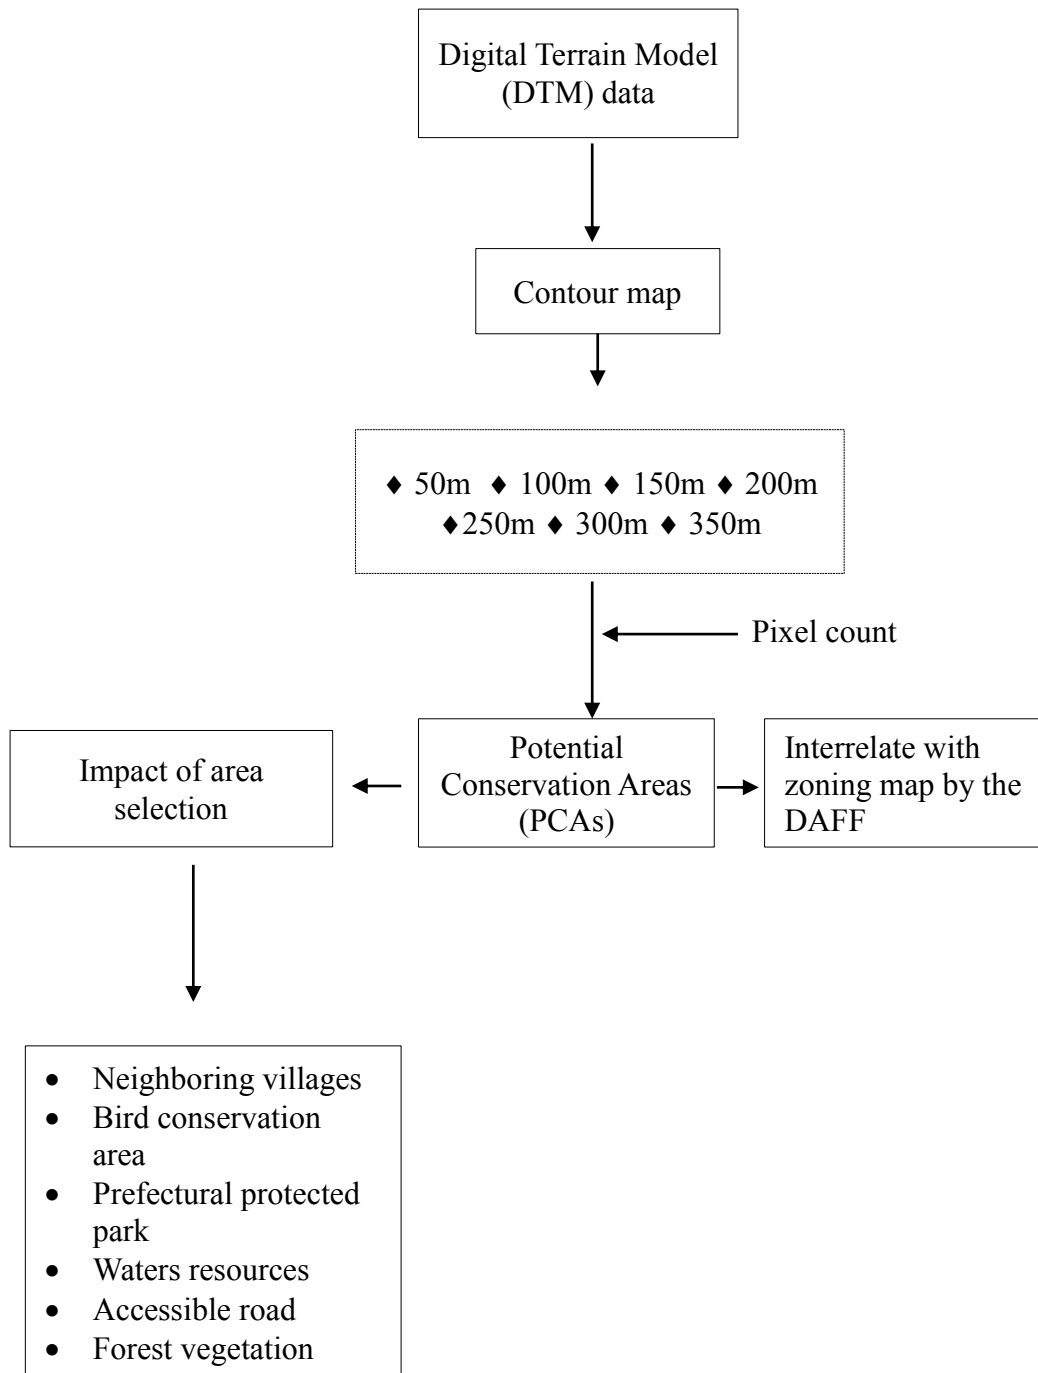 Digital Terrain Model
(DTM) data
Contour map
♦ 50m ♦ 100m ♦ 150m ♦ 200m
♦250m ♦ 300m ♦ 350m
Pixel count
Impact of area
selection
Potential
Conservation Areas
(PCAs)
Interrelate with
zoning map by the
DAFF
• Neighboring villages
• Bird conservation
area
• Prefectural protected
park
• Waters resources
• Accessible road
• Forest vegetation